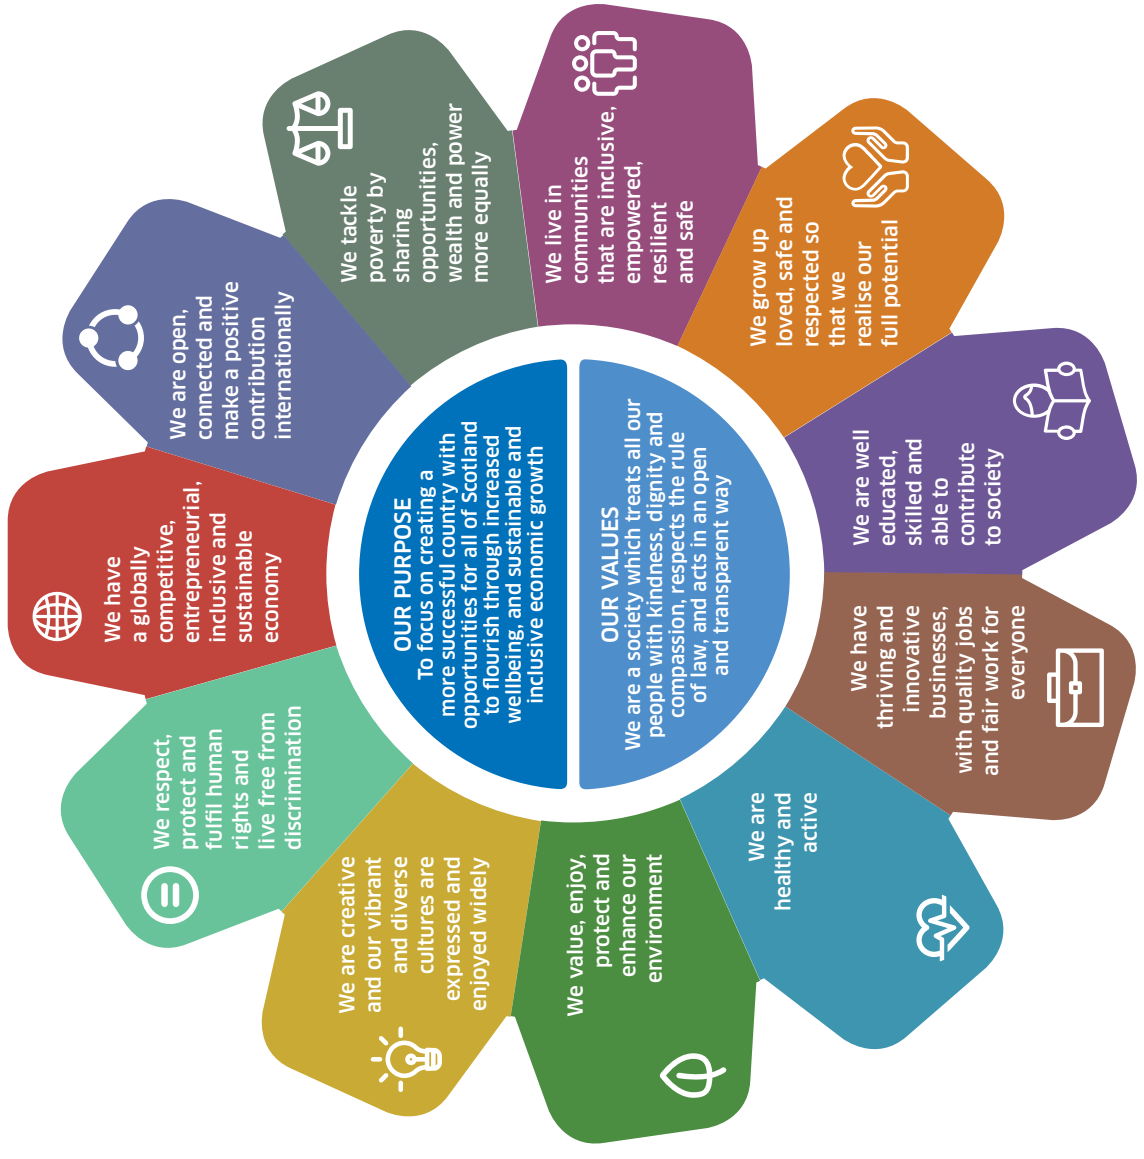 OUR PURPOSE
To focus on creating a
more successful country with
opportunities for all of Scotland
to flourish through increased
wellbeing, and sustainable and
inclusive economic growth
OUR VALUES
We are a society which treats all our
people with kindness, dignity and
compassion, respects the rule
of law, and acts in an open
and transparent way
We have
a globally
competitive,
entrepreneurial,
inclusive and
sustainable
economy
We are open,
connected and
make a positive
contribution
internationally
We tackle
poverty by
sharing
opportunities,
wealth and power
more equally
We live in
communities
that are inclusive,
empowered,
resilient
and safe
We grow up
loved, safe and
respected so
that we
realise our
full potential
We are well
educated,
skilled and
able to
contribute
to society
We have
thriving and
innovative
businesses,
with quality jobs
and fair work for
everyone
We are
healthy and
active
We value, enjoy,
protect and
enhance our
environment
We are creative
and our vibrant
and diverse
cultures are
expressed and
enjoyed widely
We respect,
protect and
fulfil human
rights and
live free from
discrimination